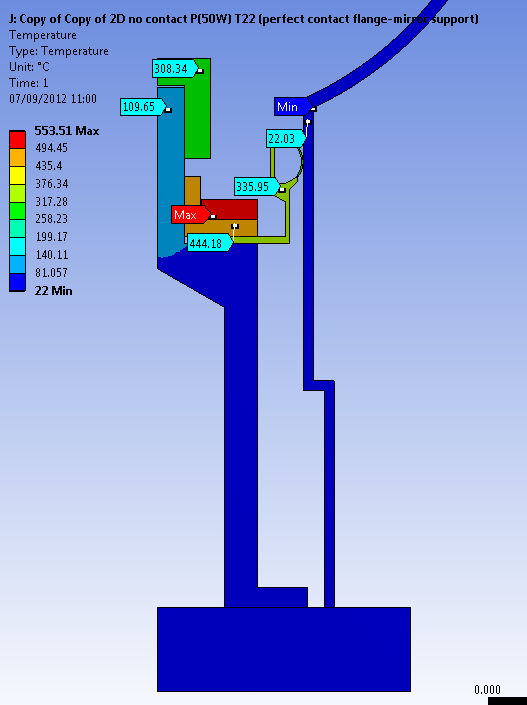 J: Copy of Copy of 2D no contact P(50W) T22 (perfect contact flange-mirror support)
Temperature
Type: Temperature
Unit: °C
Time: 1
07/09/2012 11:00
553.51 Max
494.45
435.4
376.34
317.28
258.23
199.17
140.11
81.057
22 Min
308.34
109.65
Min
22.03
335.95
Max
444.18
0.000